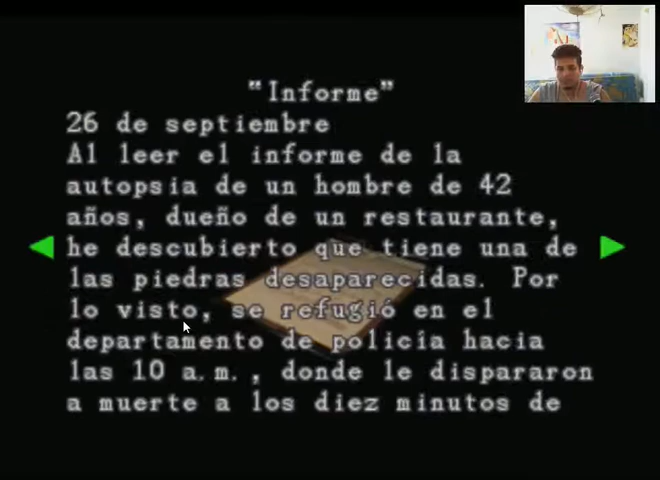 "Informe"
26 de septiembre
Al leer el informe de la
autopsia de un hombre de 42
años, dueño de un restaurante,
he descubierto que tiene una de
las piedras desaparecidas. Por
lo visto, se refugió en el
departamento de policía hacia
las 10 a.m., donde le dispararon
a muerte a los diez minutos de